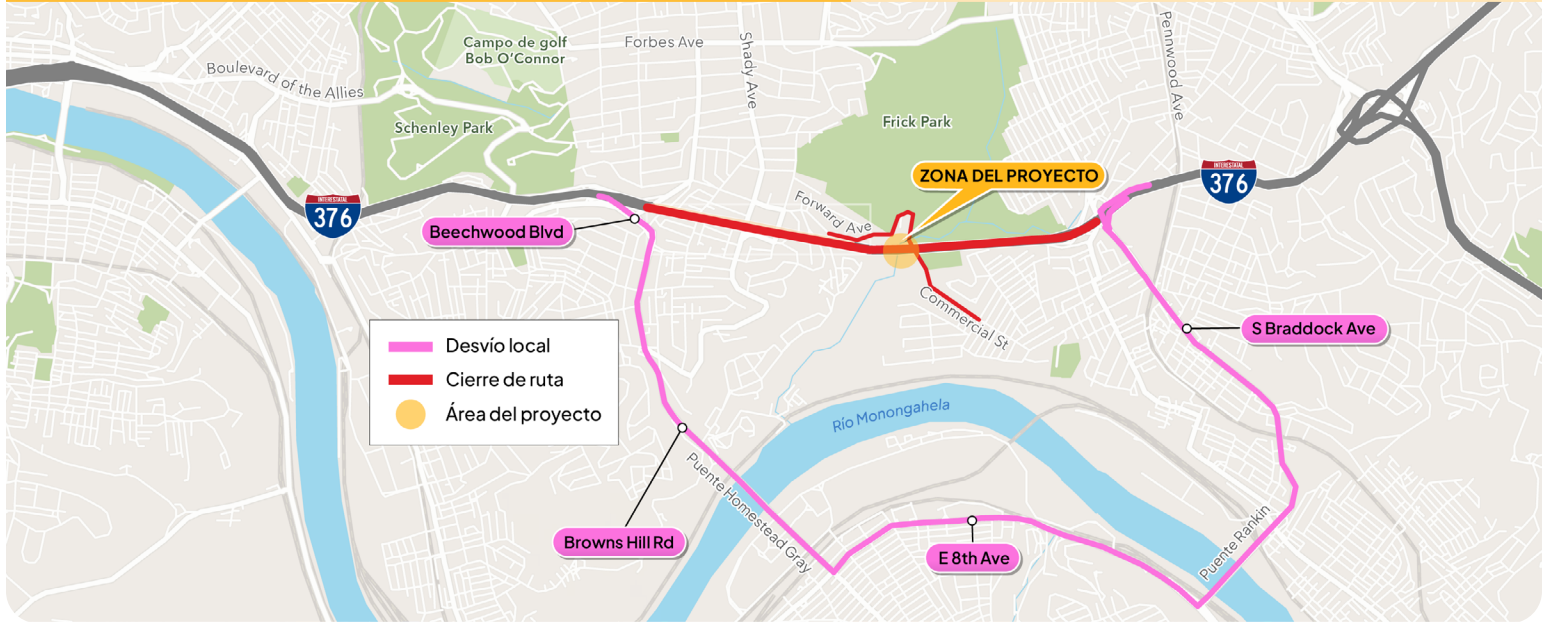 Campo de golf
Bob O'Connor
Forbes Ave
Shady Ave
Pennwood Ave
Boulevard of the Allies
Schenley Park
Frick Park
ZONA DEL PROYECTO
INTERESTATAL
376
INTERESTATAL
376
Forward Ave
Beechwood Blvd
Commercial St
S Braddock Ave
Desvío local
Cierre de ruta
Área del proyecto
Río Monongahela
Puente Homestead Gray
Browns Hill Rd
E 8th Ave
Puente Rankin